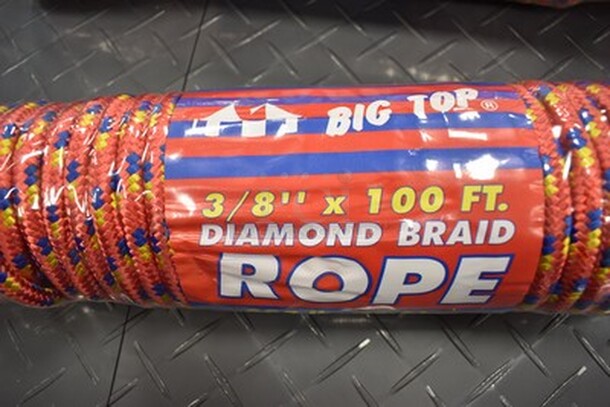 BIG TOP®
3/8'' x 100 FT.
DIAMOND BRAID
ROPE